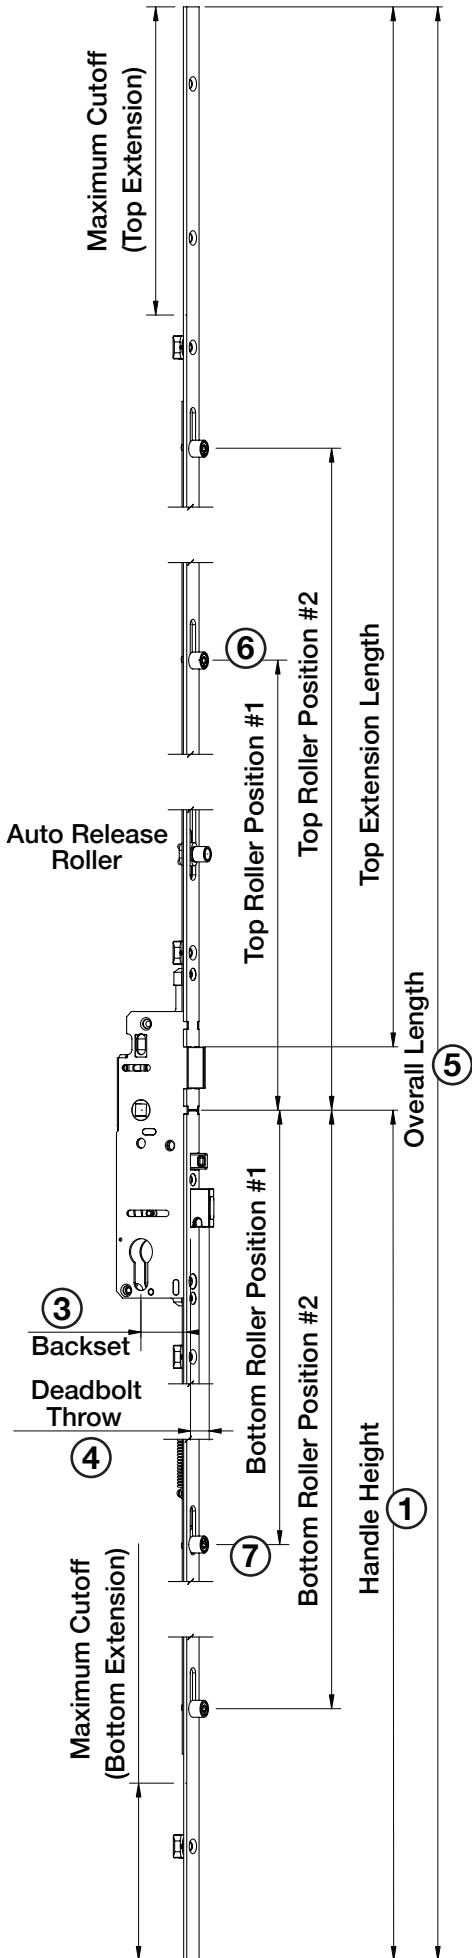 Maximum Cutoff
(Top Extension)
6
Top Roller Position #1
Top Roller Position #2
Top Extension Length
Auto Release
Roller
Overall Length
5
3
Backset
Deadbolt
Throw
4
Bottom Roller Position #1
Bottom Roller Position #2
Handle Height
1
7
Maximum Cutoff
(Bottom Extension)